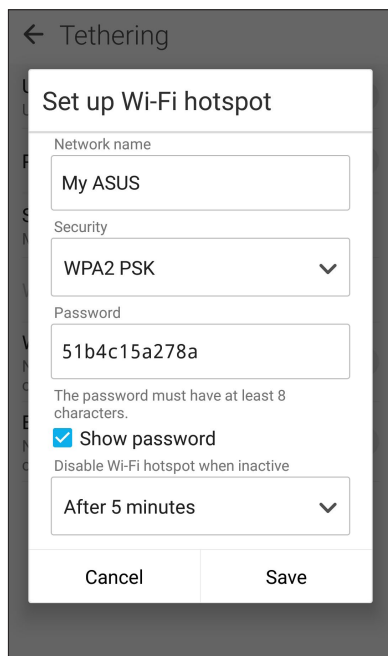 Tethering
Set up Wi-Fi hotspot
Network name
My ASUS
Security
WPA2 PSK
Password
51b4c15a278a
The password must have at least 8
characters.
Show password
Disable Wi-Fi hotspot when inactive
After 5 minutes
Cancel
Save